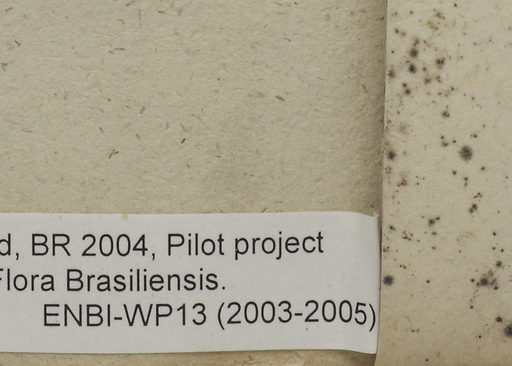 d, BR 2004, Pilot project
Flora Brasiliensis.
ENBI-WP13 (2003-2005)